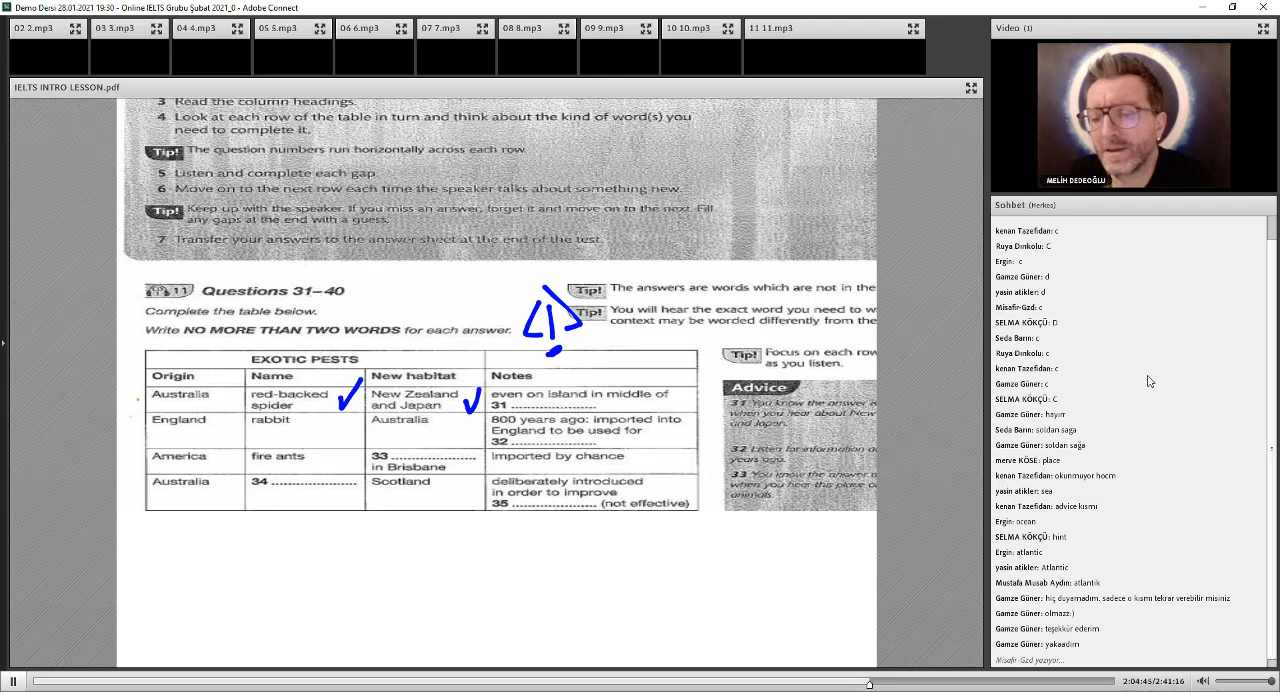 Demo Dersi 28.01.2021 19:30 - Online IELTS Grubu Şubat 2021_0 - Adobe Connect
02 2.mp3
03 3.mp3
04 4.mp3
05 5.mp3
06 6.mp3
07 7.mp3
08 8.mp3
09 9.mp3
10 10.mp3
11 11.mp3
IELTS INTRO LESSON.pdf
3 Read the column headings.
4 Look at each row of the table in turn and think about the kind of word(s) you
need to complete it.
Tip! The question numbers run horizontally across each row.
5 Listen and complete each gap.
6 Move on to the next row each time the speaker talks about something new.
Tip! Keep up with the speaker. If you miss an answer, forget it and move on to the next. Fill
any gaps at the end with a guess.
7 Transfer your answers to the answer sheet at the end of the test.
11 Questions 31–40
Complete the table below.
Write NO MORE THAN TWO WORDS for each answer.
Tip! The answers are words which are not in the
Tip! You will hear the exact word you need to w
context may be worded differently from the
EXOTIC PESTS
Origin Name New habitat Notes
Australia red-backed spider New Zealand and Japan even on island in middle of 31 ....................
England rabbit Australia 800 years ago: imported into England to be used for 32 ....................
America fire ants 33 .................... in Brisbane imported by chance
Australia 34 .................... Scotland deliberately introduced in order to improve 35 .................... (not effective)
Tip! Focus on each row
as you listen.
Advice
31 You know the answer is
when you hear about New
and Japan.
32 Listen for information a
years ago.
33 You know the answer is
when you hear this place o
animals.
Video (1)
MELİH DEDEOĞLU
Sohbet (Herkes)
kenan Tazefidan: c
Ruya Dınkolu: C
Ergin: c
Gamze Güner: d
yasin atikler: d
Misafir-Gzd: c
SELMA KÖKÇÜ: D
Seda Barın: c
Ruya Dınkolu: c
kenan Tazefidan: c
Gamze Güner: c
SELMA KÖKÇÜ: C
Gamze Güner: hayırr
Seda Barın: soldan saga
Gamze Güner: soldan sağa
merve KÖSE: place
kenan Tazefidan: okunmuyor hocm
yasin atikler: sea
kenan Tazefidan: advice kısmı
Ergin: ocean
SELMA KÖKÇÜ: hint
Ergin: atlantic
yasin atikler: Atlantic
Mustafa Musab Aydın: atlantik
Gamze Güner: hiç duyamadım. sadece o kısmı tekrar verebilir misiniz
Gamze Güner: olmazz:)
Gamze Güner: teşekkür ederim
Gamze Güner: yakaadım
Misafir-Gzd yazıyor...
2:04:45/2:41:16